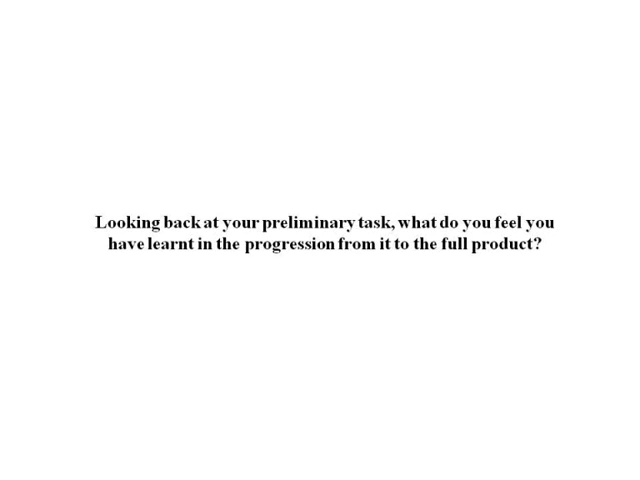 Looking back at your preliminary task, what do you feel you
have learnt in the progression from it to the full product?